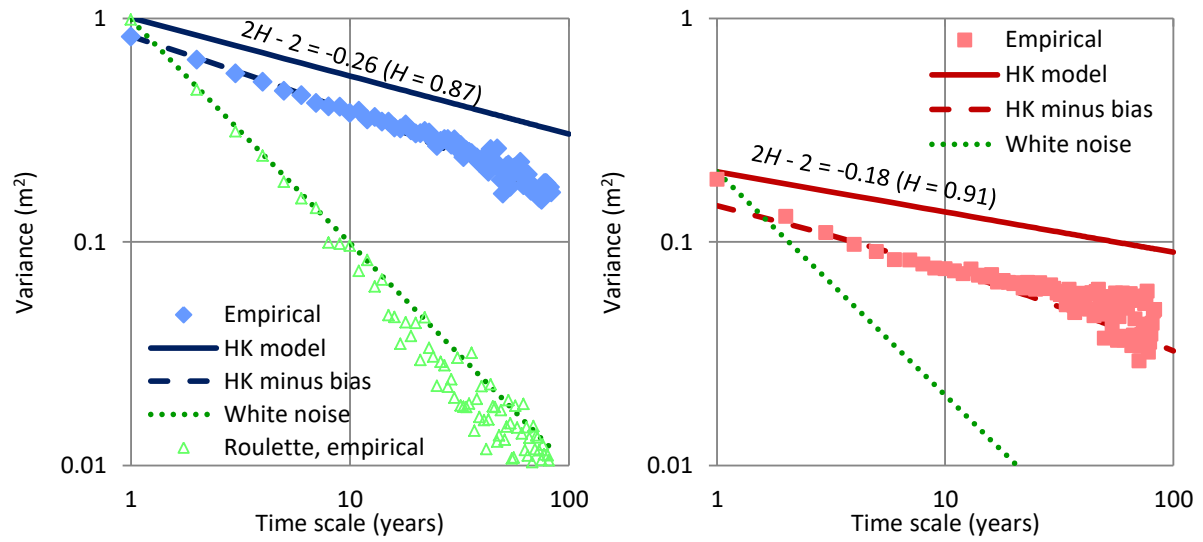 1
0.1
0.01
Variance (m²)
2H - 2 = -0.26 (H = 0.87)
Empirical
HK model
HK minus bias
White noise
Roulette, empirical
1
10
100
Time scale (years)
1
0.1
0.01
Variance (m²)
Empirical
HK model
HK minus bias
White noise
2H - 2 = -0.18 (H = 0.91)
1
10
100
Time scale (years)